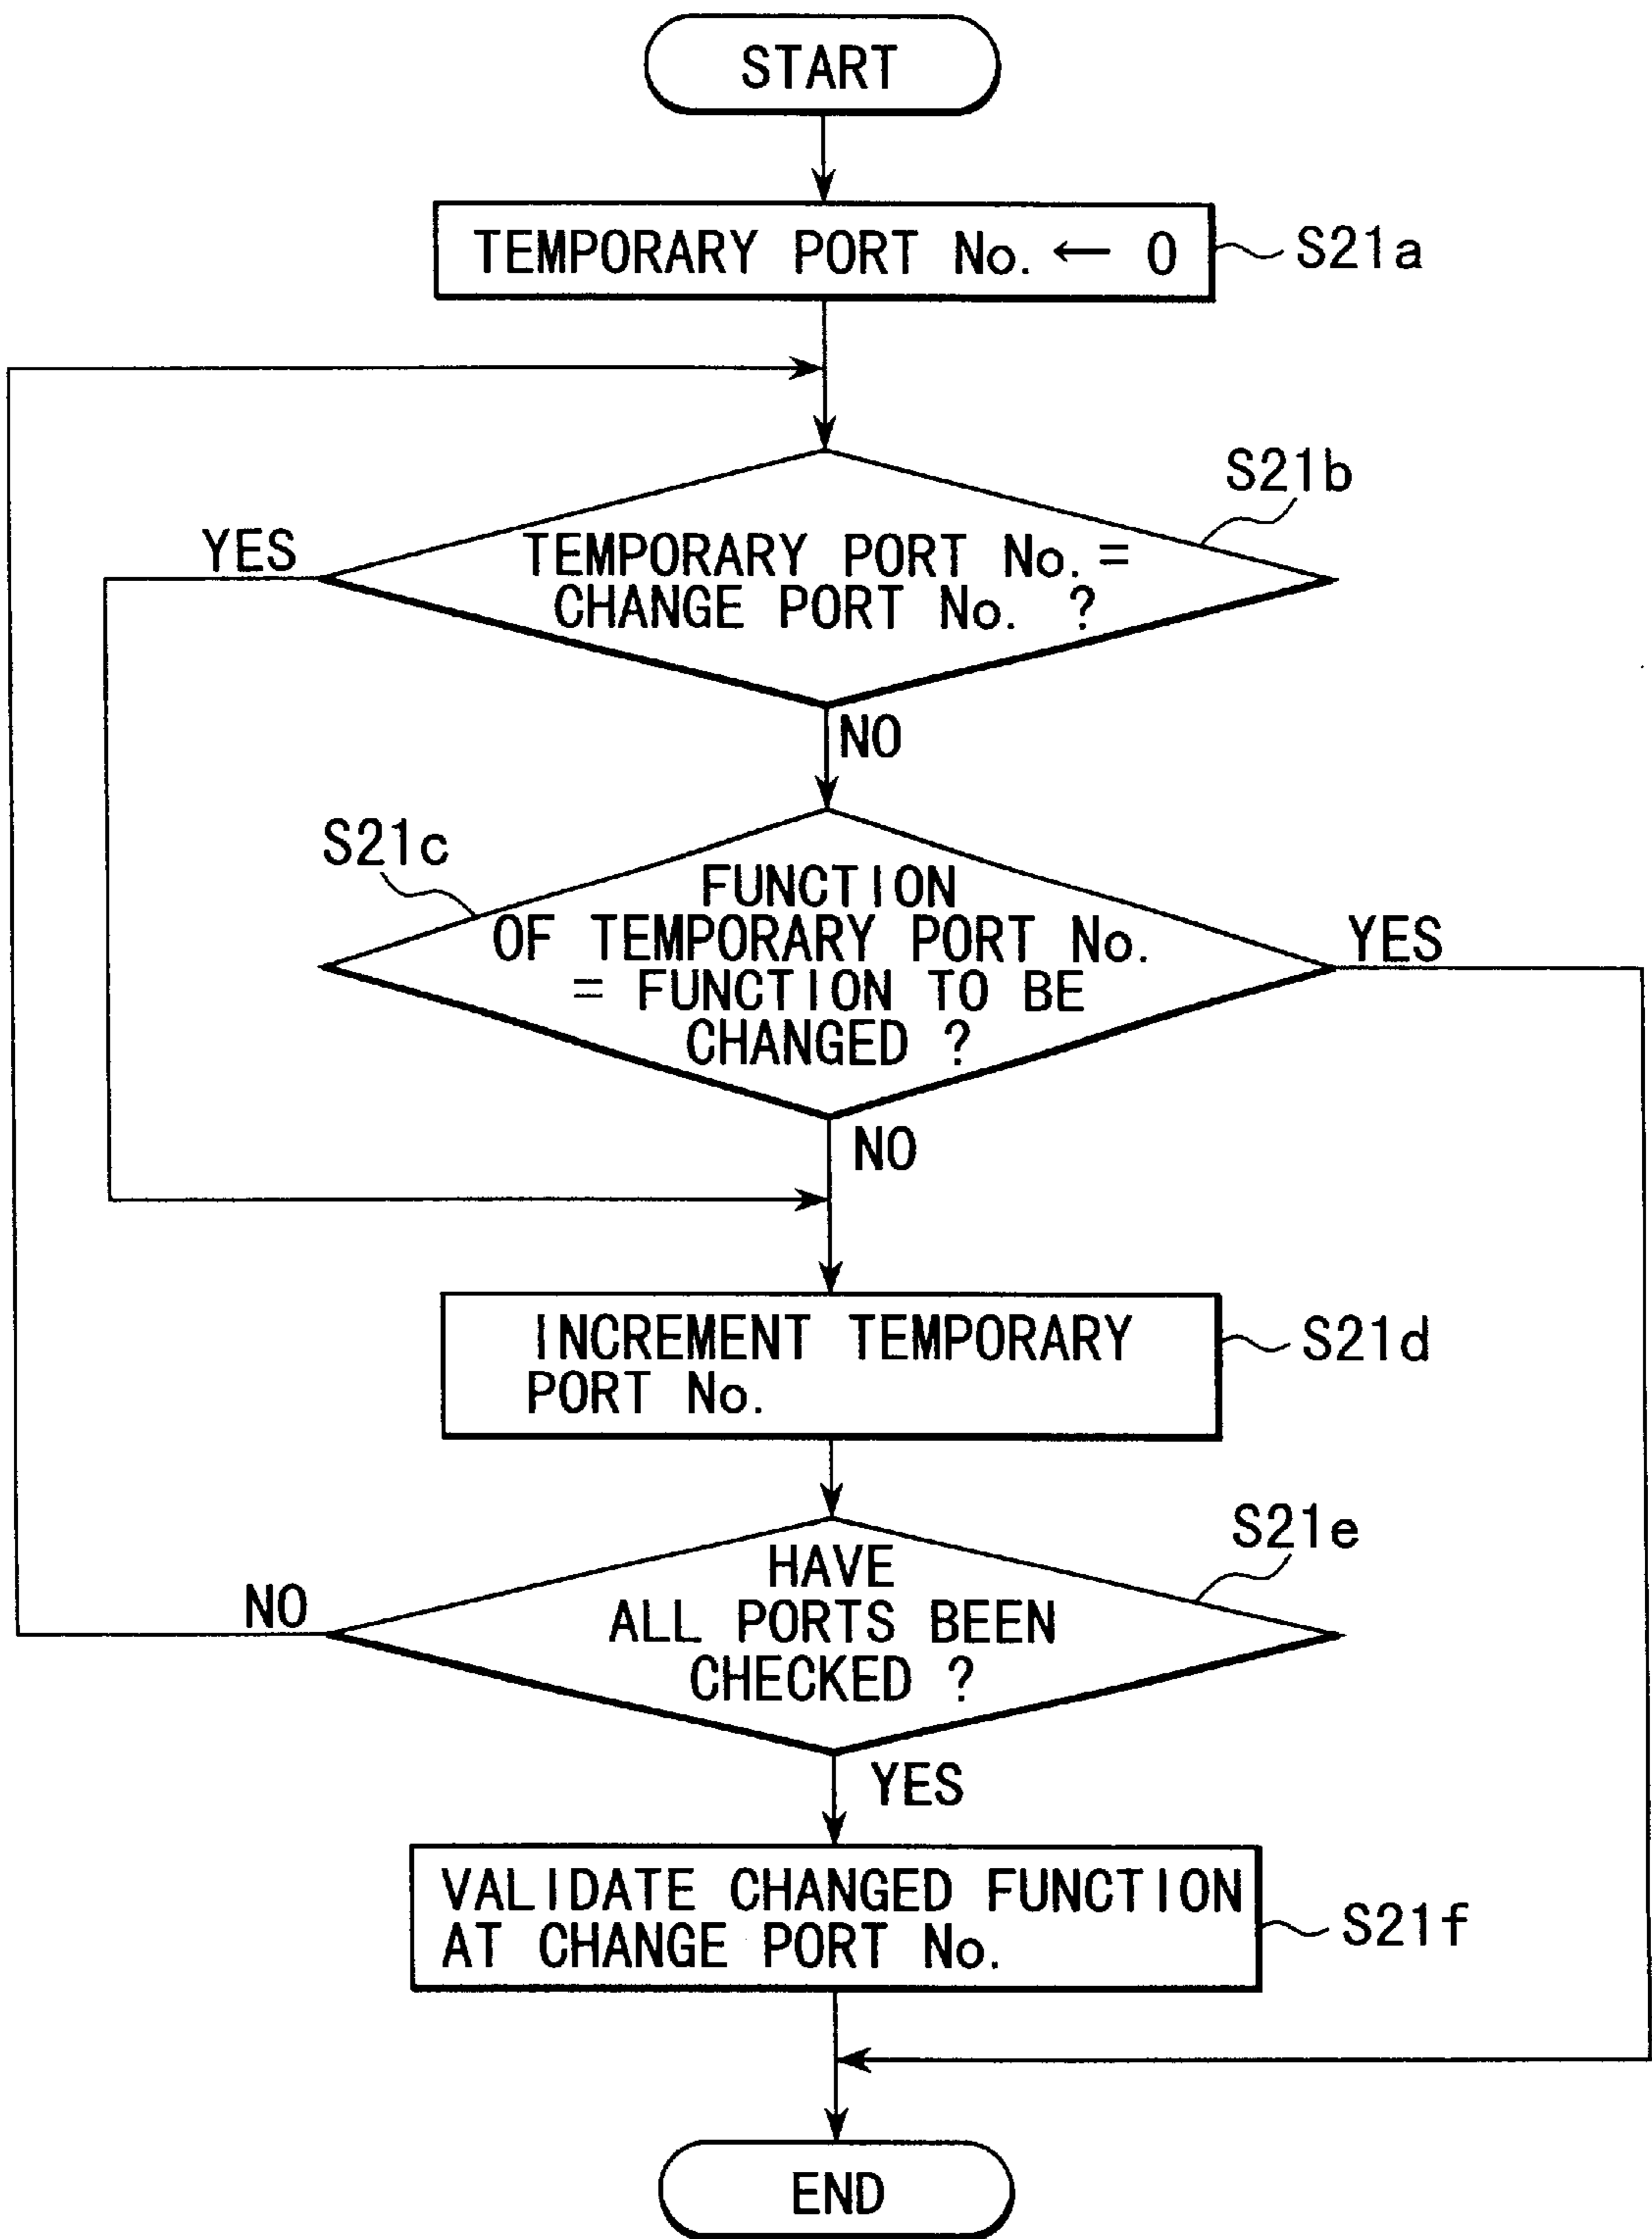 START
TEMPORARY PORT No. ← 0
S21a
S21b
YES
TEMPORARY PORT No. =
CHANGE PORT No. ?
NO
S21c
FUNCTION
OF TEMPORARY PORT No.
= FUNCTION TO BE
CHANGED ?
YES
NO
INCREMENT TEMPORARY
PORT No.
S21d
S21e
HAVE
ALL PORTS BEEN
CHECKED ?
NO
YES
VALIDATE CHANGED FUNCTION
AT CHANGE PORT No.
S21f
END